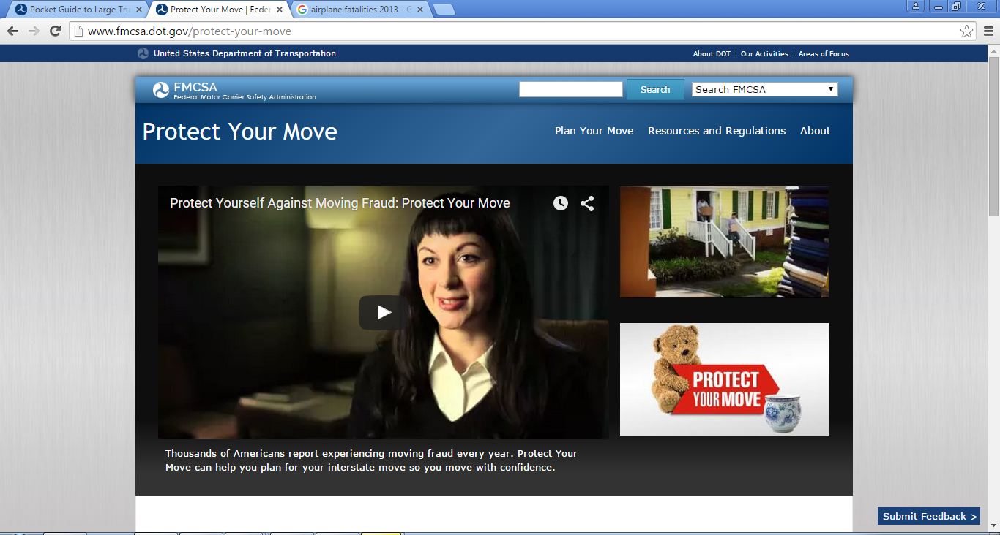 Pocket Guide to Large Tru
Protect Your Move | Fede
airplane fatalities 2013 - G
www.fmcsa.dot.gov/protect-your-move
United States Department of Transportation
About DOT | Our Activities | Areas of Focus
FMCSA
Federal Motor Carrier Safety Administration
Search
Search FMCSA
Protect Your Move
Plan Your Move
Resources and Regulations
About
Protect Yourself Against Moving Fraud: Protect Your Move
PROTECT
YOUR MOVE
Thousands of Americans report experiencing moving fraud every year. Protect Your
Move can help you plan for your interstate move so you move with confidence.
Submit Feedback >